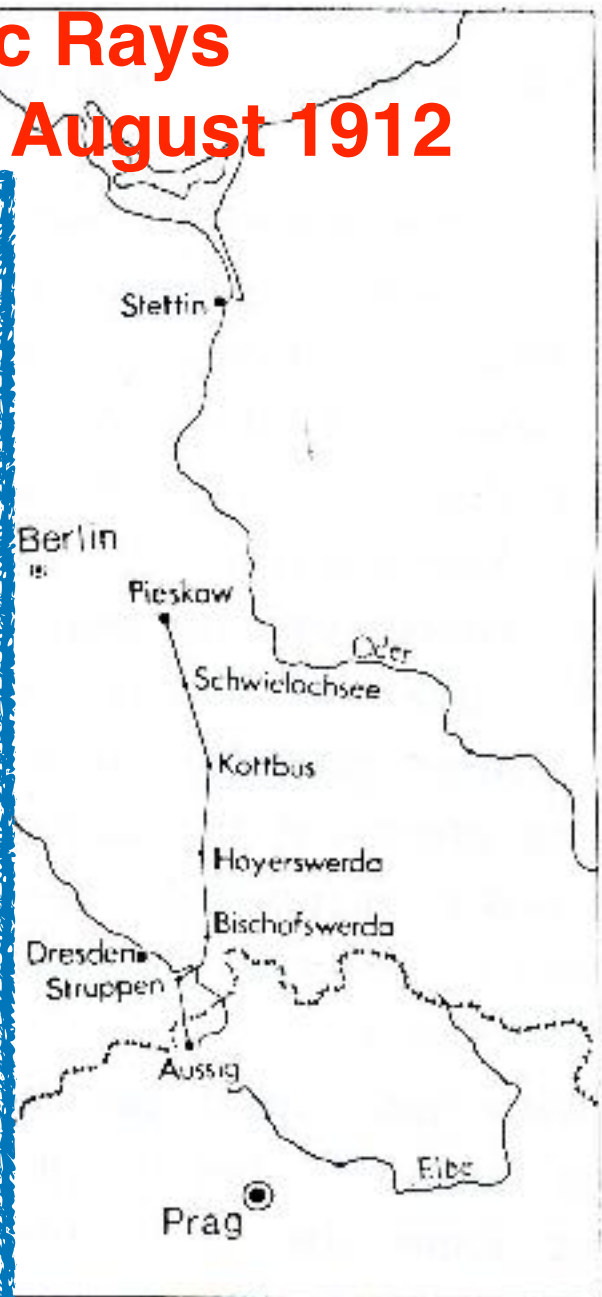 c Rays
August 1912
Stettin
Berlin
Pieskow
Oder
Schwielochsee
Kottbus
Hoyerswerda
Bischofswerda
Dresden
Struppen
Aussig
Elbe
Prag